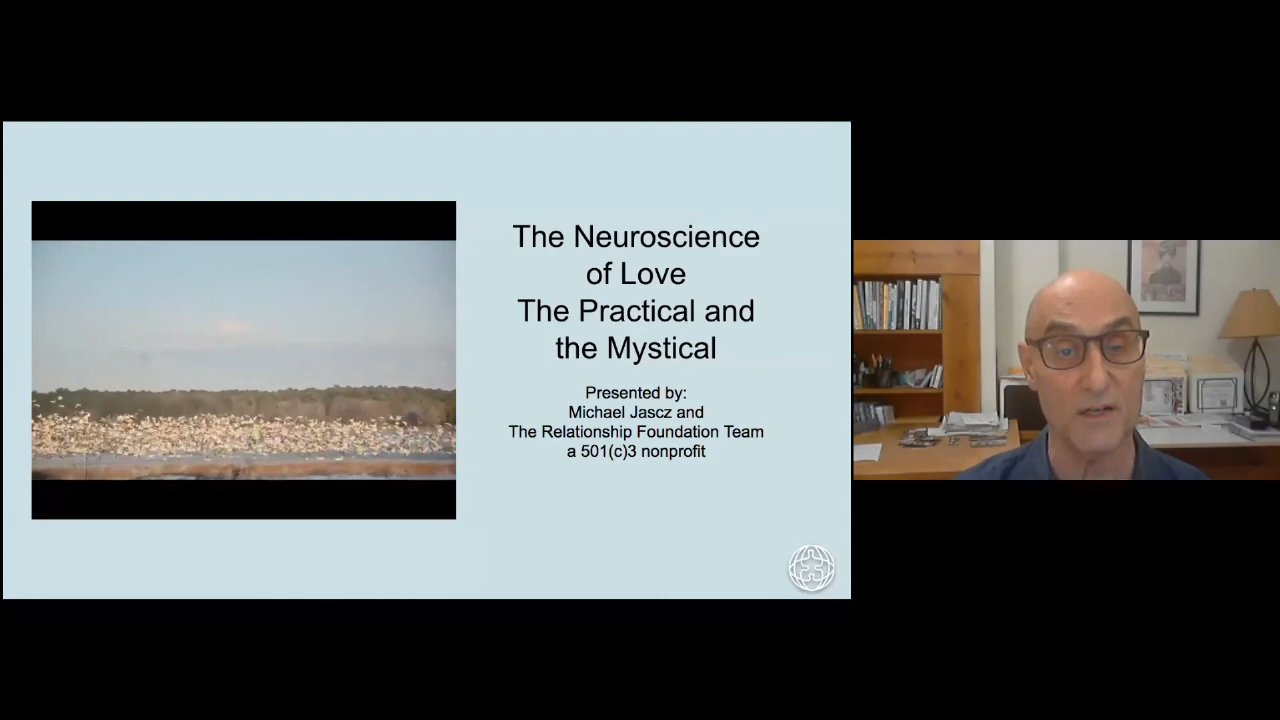 The Neuroscience
of Love
The Practical and
the Mystical
Presented by:
Michael Jascz and
The Relationship Foundation Team
a 501(c)3 nonprofit